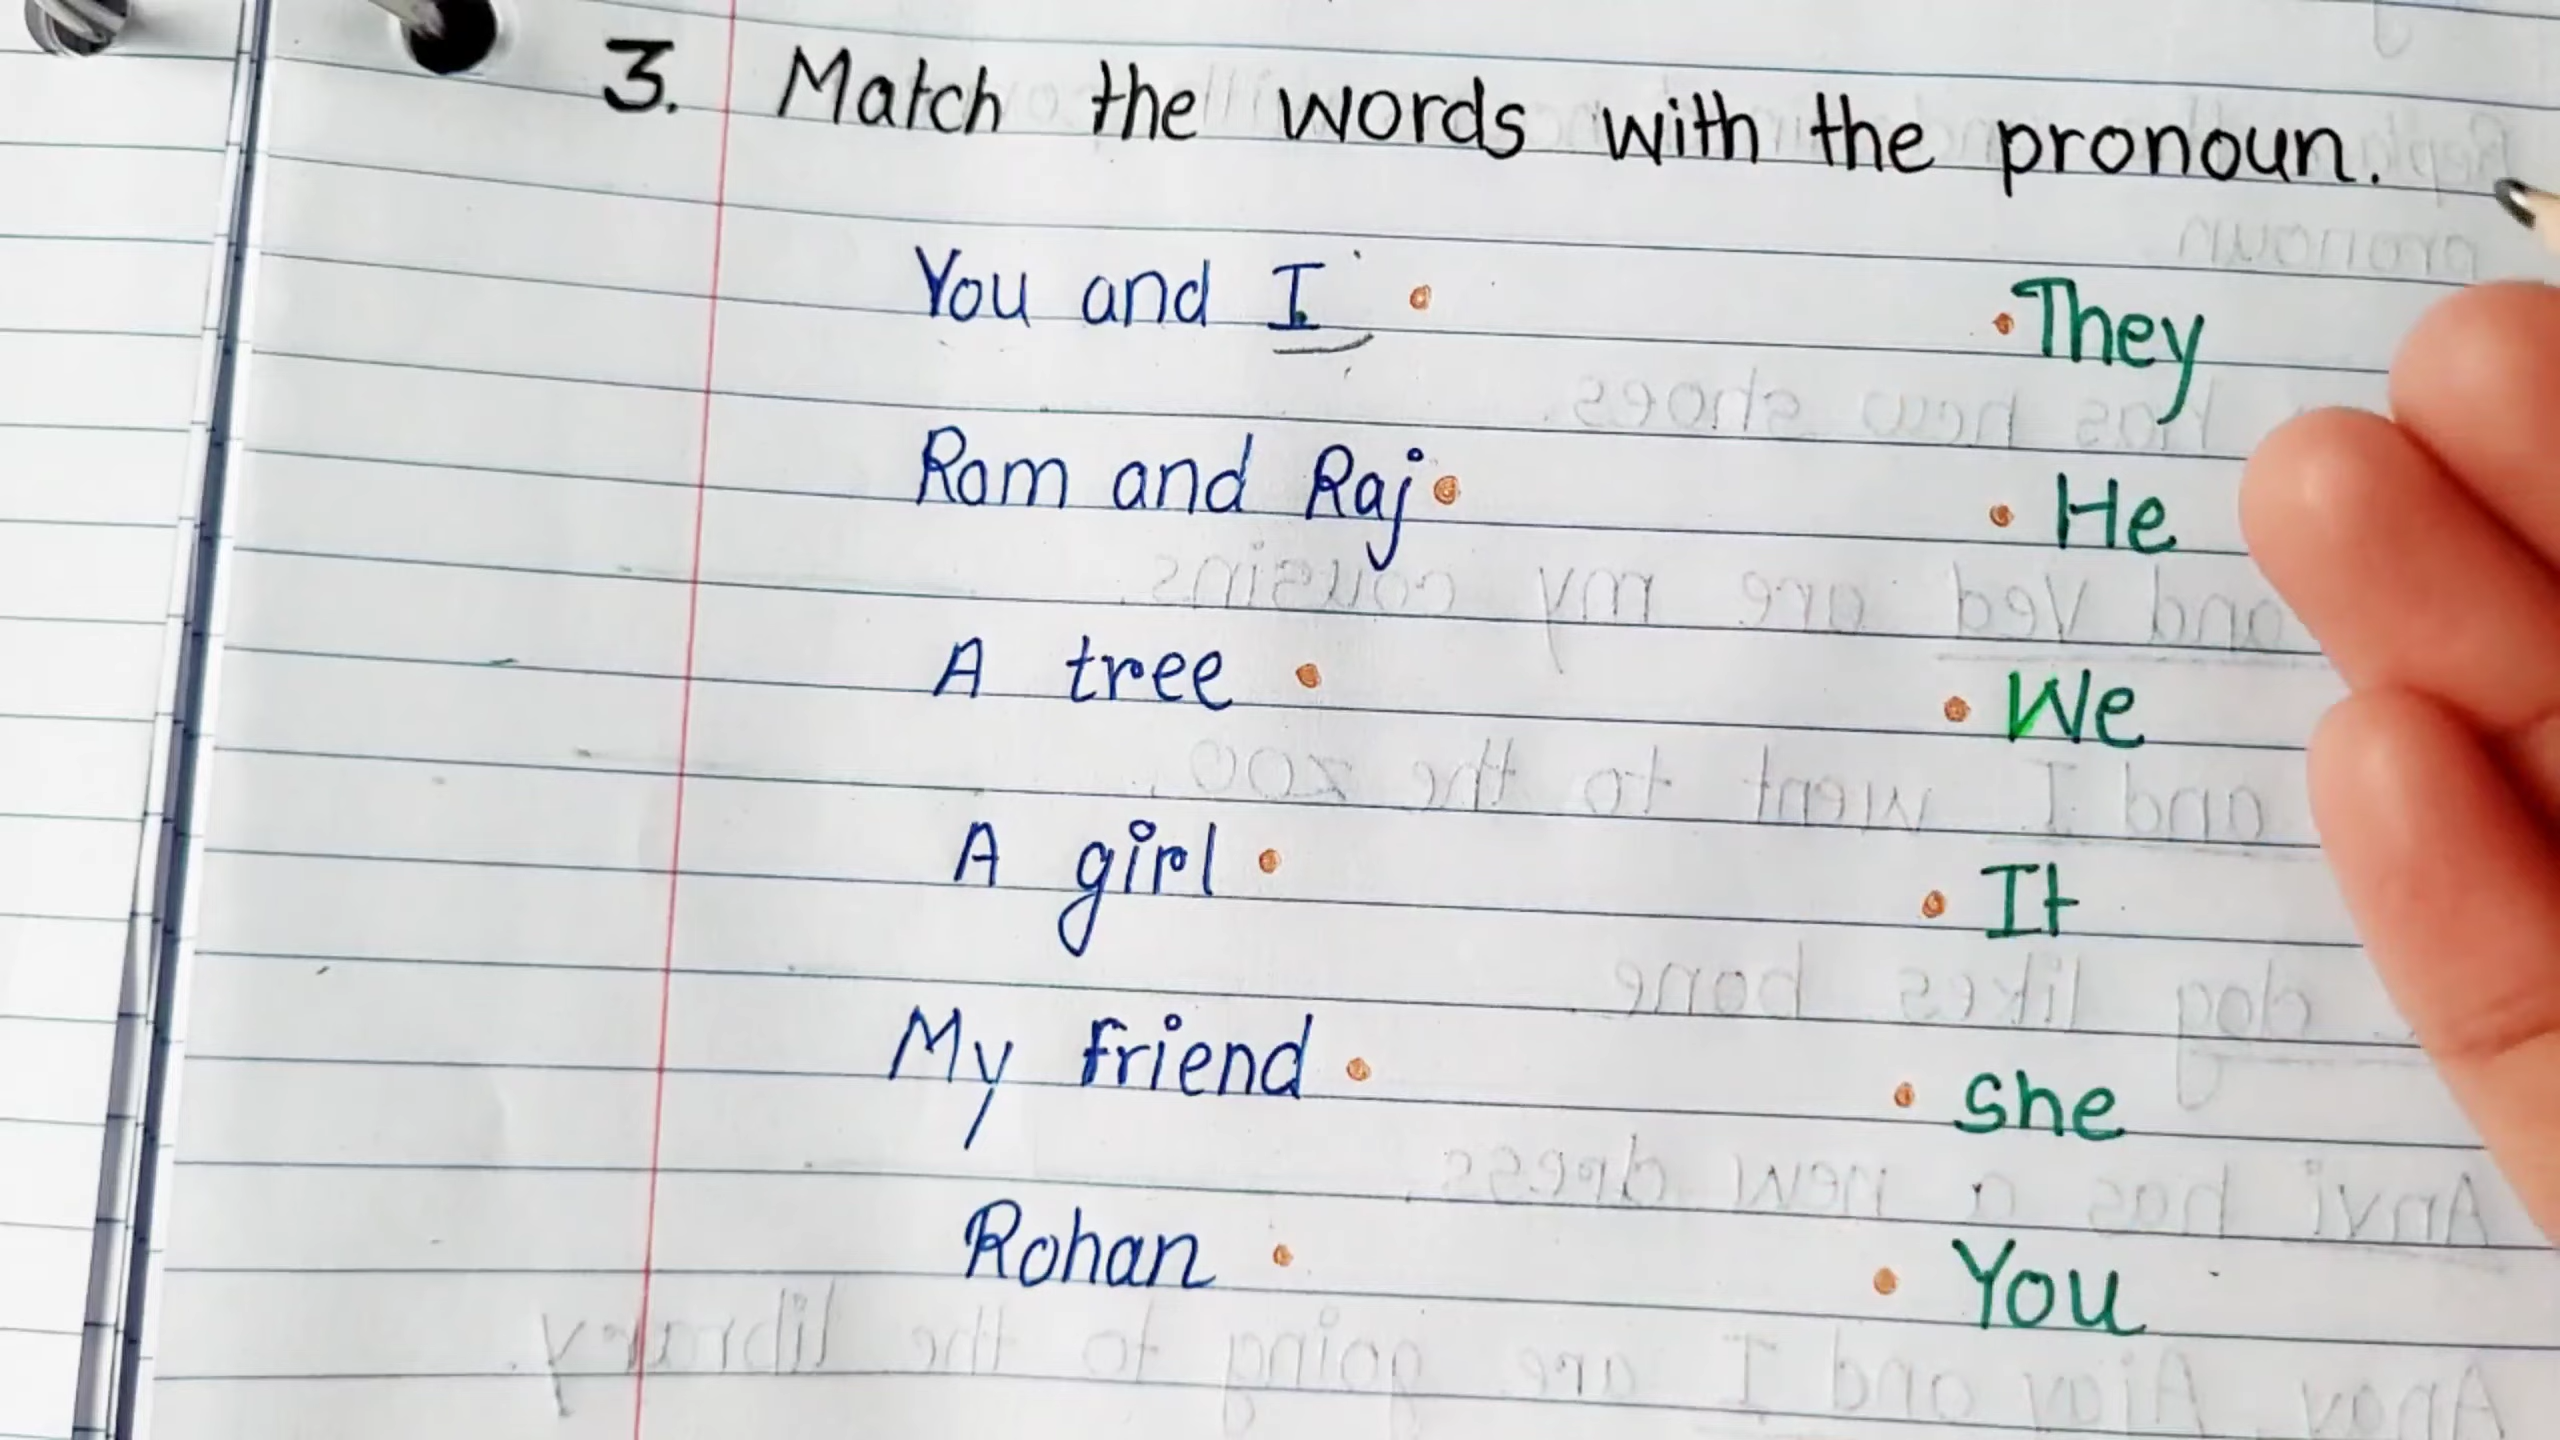 3. Match the words with the pronoun.
You and I • • They
Ram and Raj • • He
A tree • • We
A girl • • It
My friend • • she
Rohan • • You